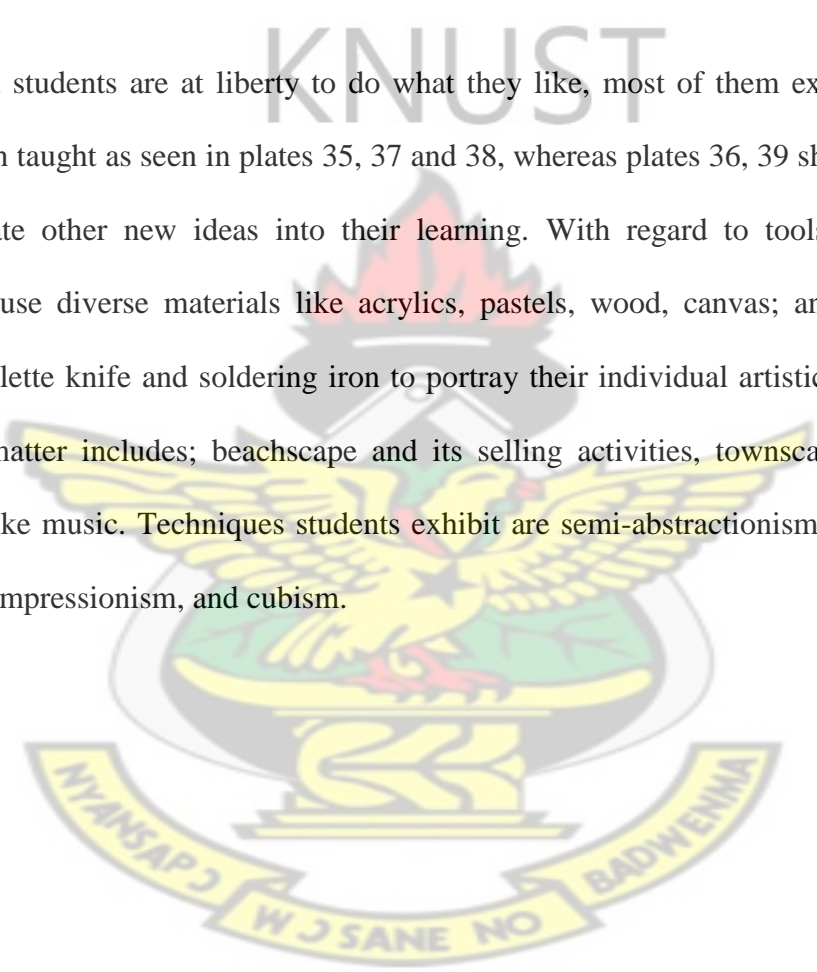 KNUST
students are at liberty to do what they like, most of them ex
taught as seen in plates 35, 37 and 38, whereas plates 36, 39 sh
ate other new ideas into their learning. With regard to tools
use diverse materials like acrylics, pastels, wood, canvas; an
lette knife and soldering iron to portray their individual artistic
natter includes; beachscape and its selling activities, townsca
ke music. Techniques students exhibit are semi-abstractionism
mpressionism, and cubism.
NYANSAPƆ
WƆSANE NO
BADWENMA